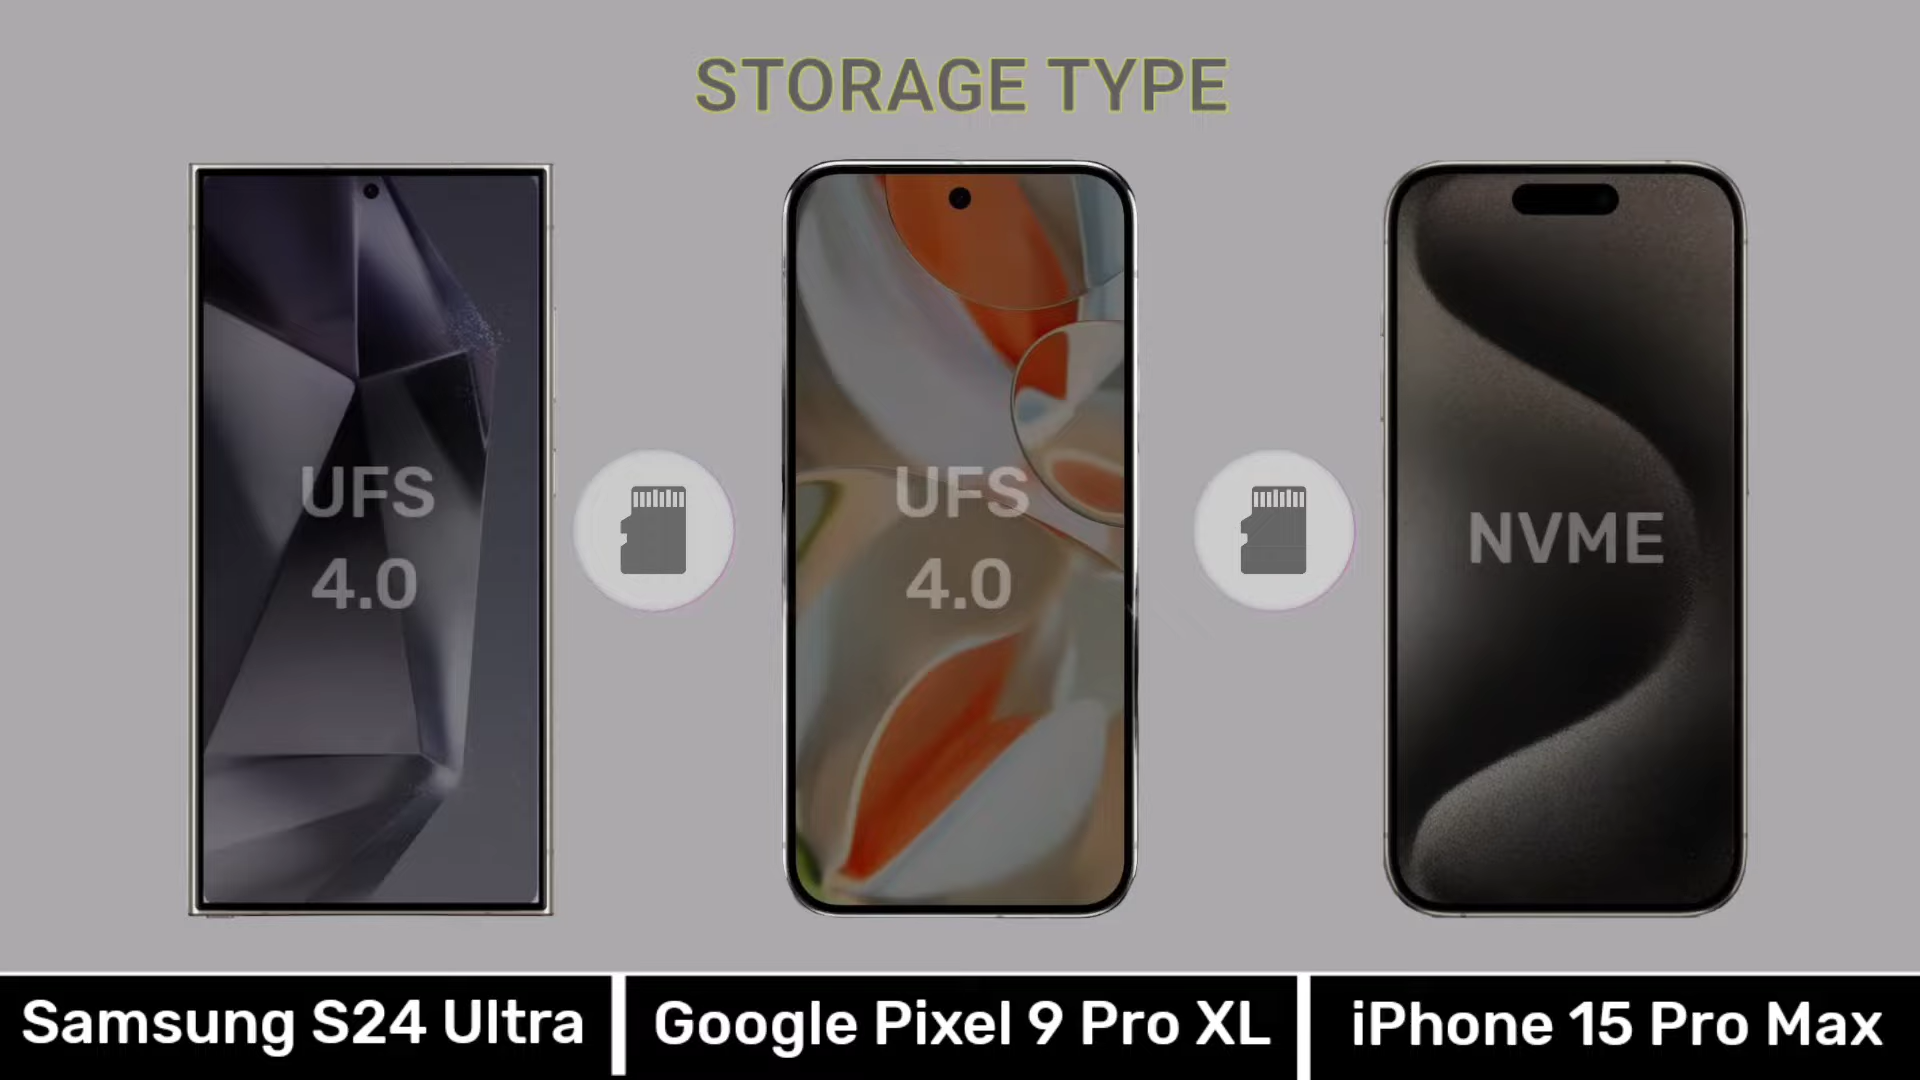 STORAGE TYPE
UFS
4.0
UFS
4.0
NVME
Samsung S24 Ultra
Google Pixel 9 Pro XL
iPhone 15 Pro Max